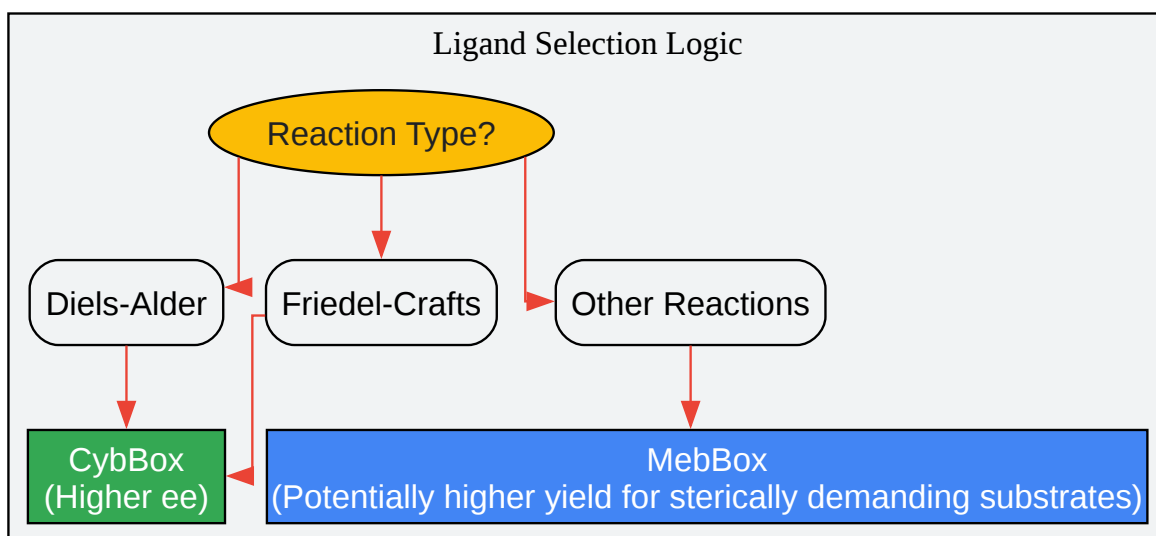 Ligand Selection Logic
Reaction Type?
Diels-Alder
Friedel-Crafts
Other Reactions
CybBox
(Higher ee)
MebBox
(Potentially higher yield for sterically demanding substrates)